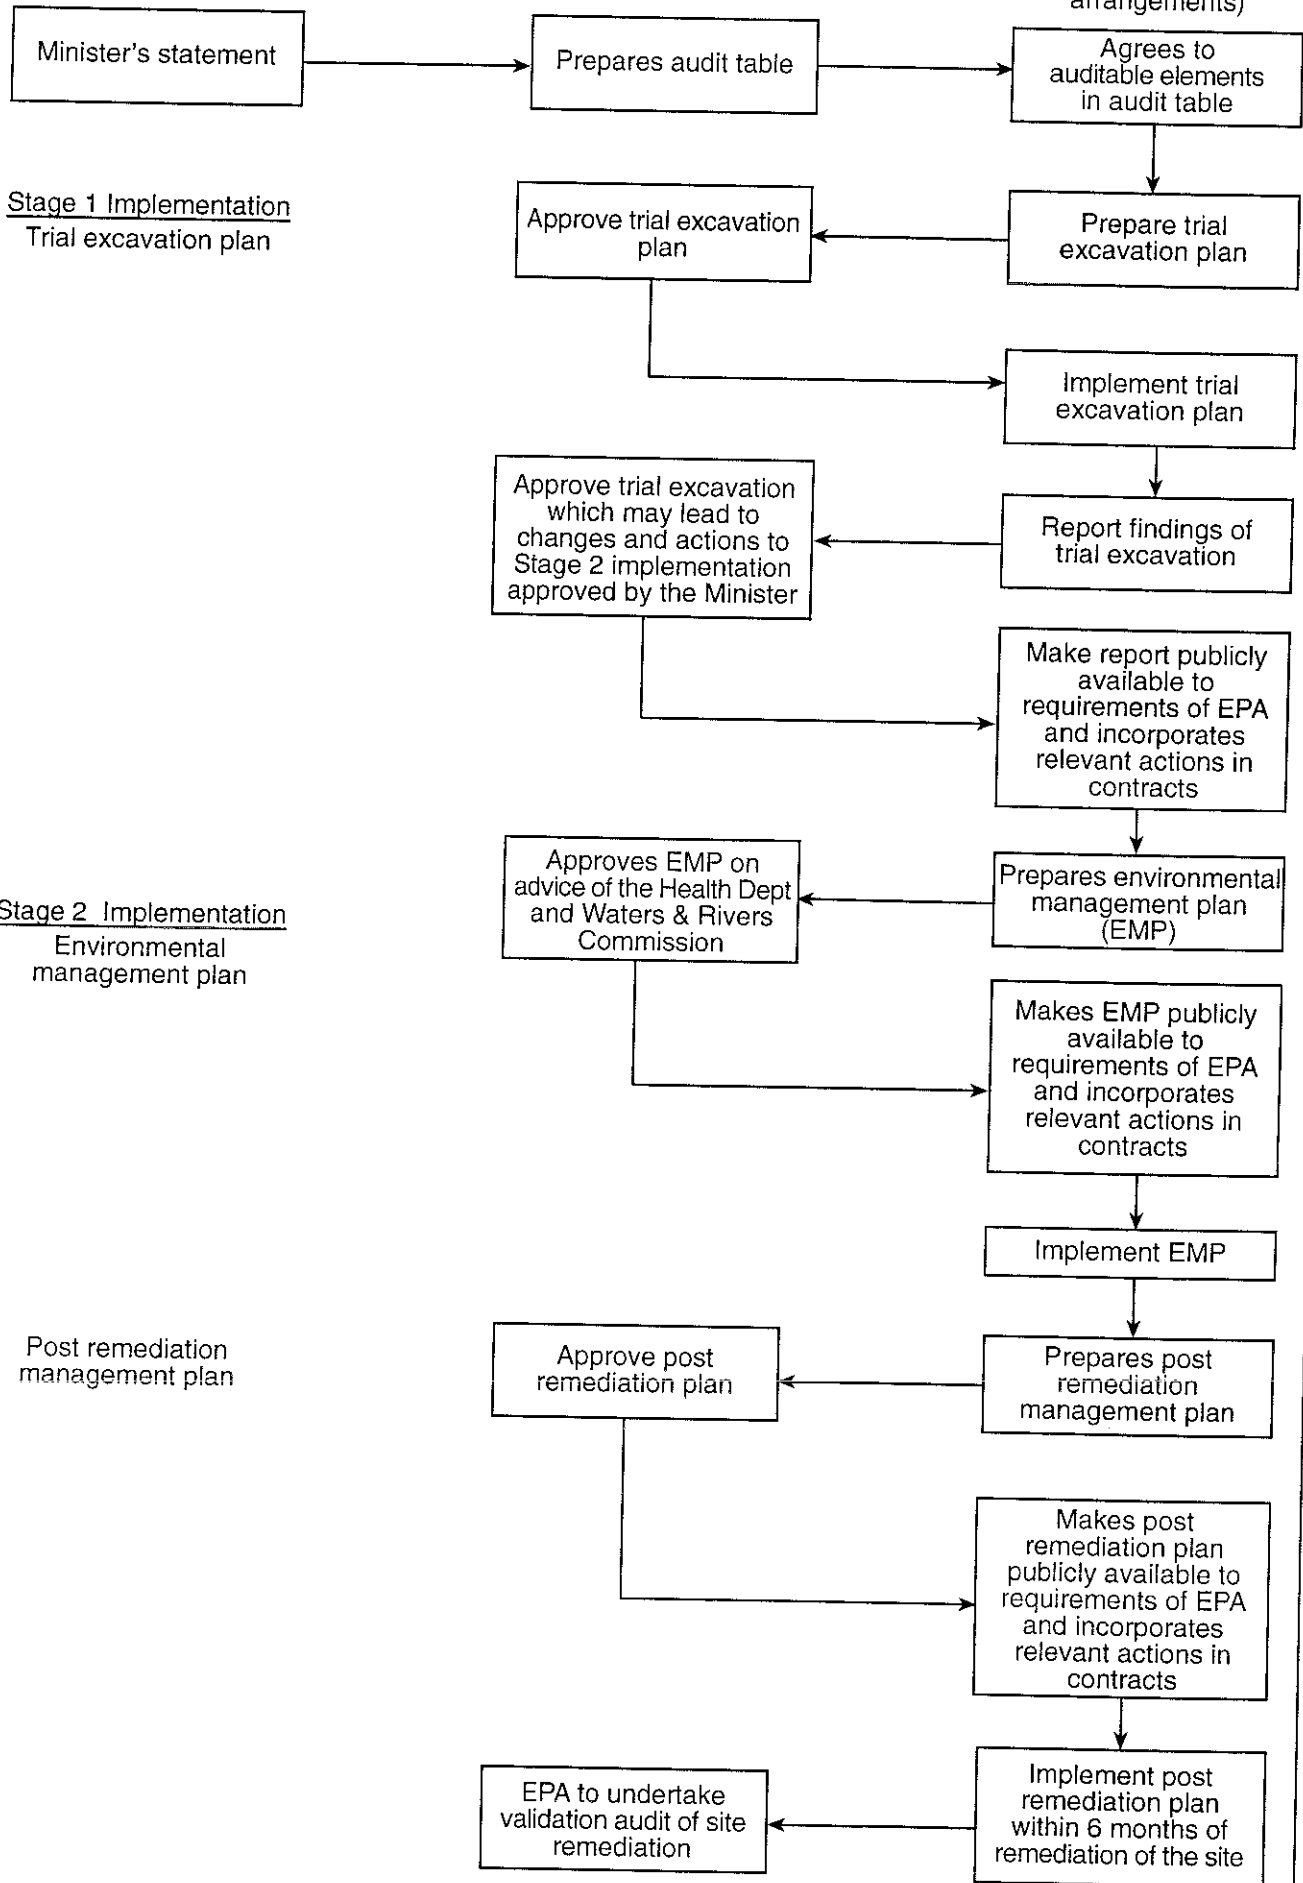 arrangements)
Minister's statement
Prepares audit table
Agrees to
auditable elements
in audit table
Stage 1 Implementation
Trial excavation plan
Approve trial excavation
plan
Prepare trial
excavation plan
Implement trial
excavation plan
Approve trial excavation
which may lead to
changes and actions to
Stage 2 implementation
approved by the Minister
Report findings of
trial excavation
Make report publicly
available to
requirements of EPA
and incorporates
relevant actions in
contracts
Stage 2 Implementation
Environmental
management plan
Approves EMP on
advice of the Health Dept
and Waters & Rivers
Commission
Prepares environmental
management plan
(EMP)
Makes EMP publicly
available to
requirements of EPA
and incorporates
relevant actions in
contracts
Implement EMP
Post remediation
management plan
Approve post
remediation plan
Prepares post
remediation
management plan
Makes post
remediation plan
publicly available to
requirements of EPA
and incorporates
relevant actions in
contracts
EPA to undertake
validation audit of site
remediation
Implement post
remediation plan
within 6 months of
remediation of the site